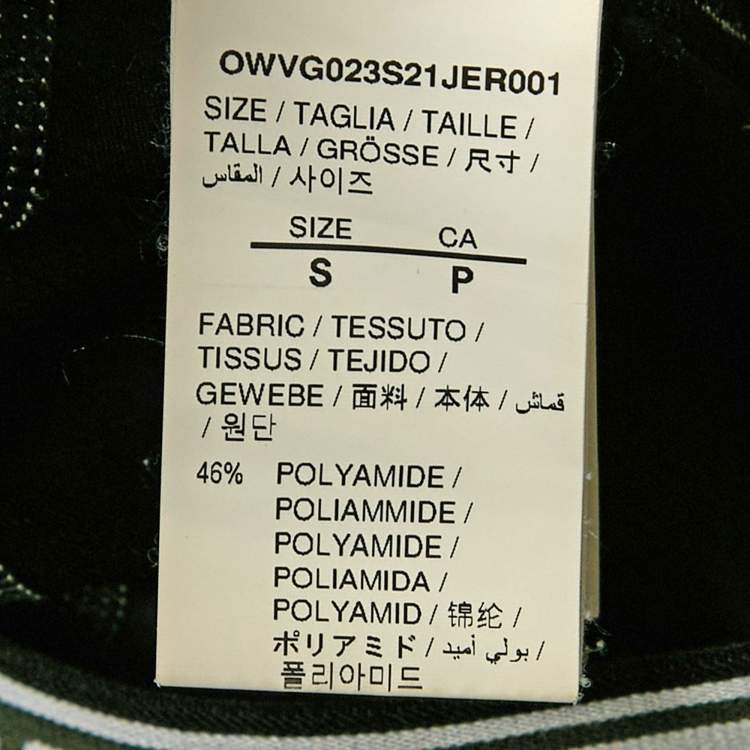 OWVG023S21JER001
SIZE / TAGLIA / TAILLE /
TALLA / GRÖSSE / 尺寸 /
المقاس / 사이즈
SIZE CA
S P
FABRIC / TESSUTO /
TISSUS / TEJIDO /
GEWEBE / 面料 / 本体 / قماش
/ 원단
46% POLYAMIDE /
POLIAMMIDE /
POLYAMIDE /
POLIAMIDA /
POLYAMID / 锦纶 /
ポリアミド / بولي أميد /
폴리아미드